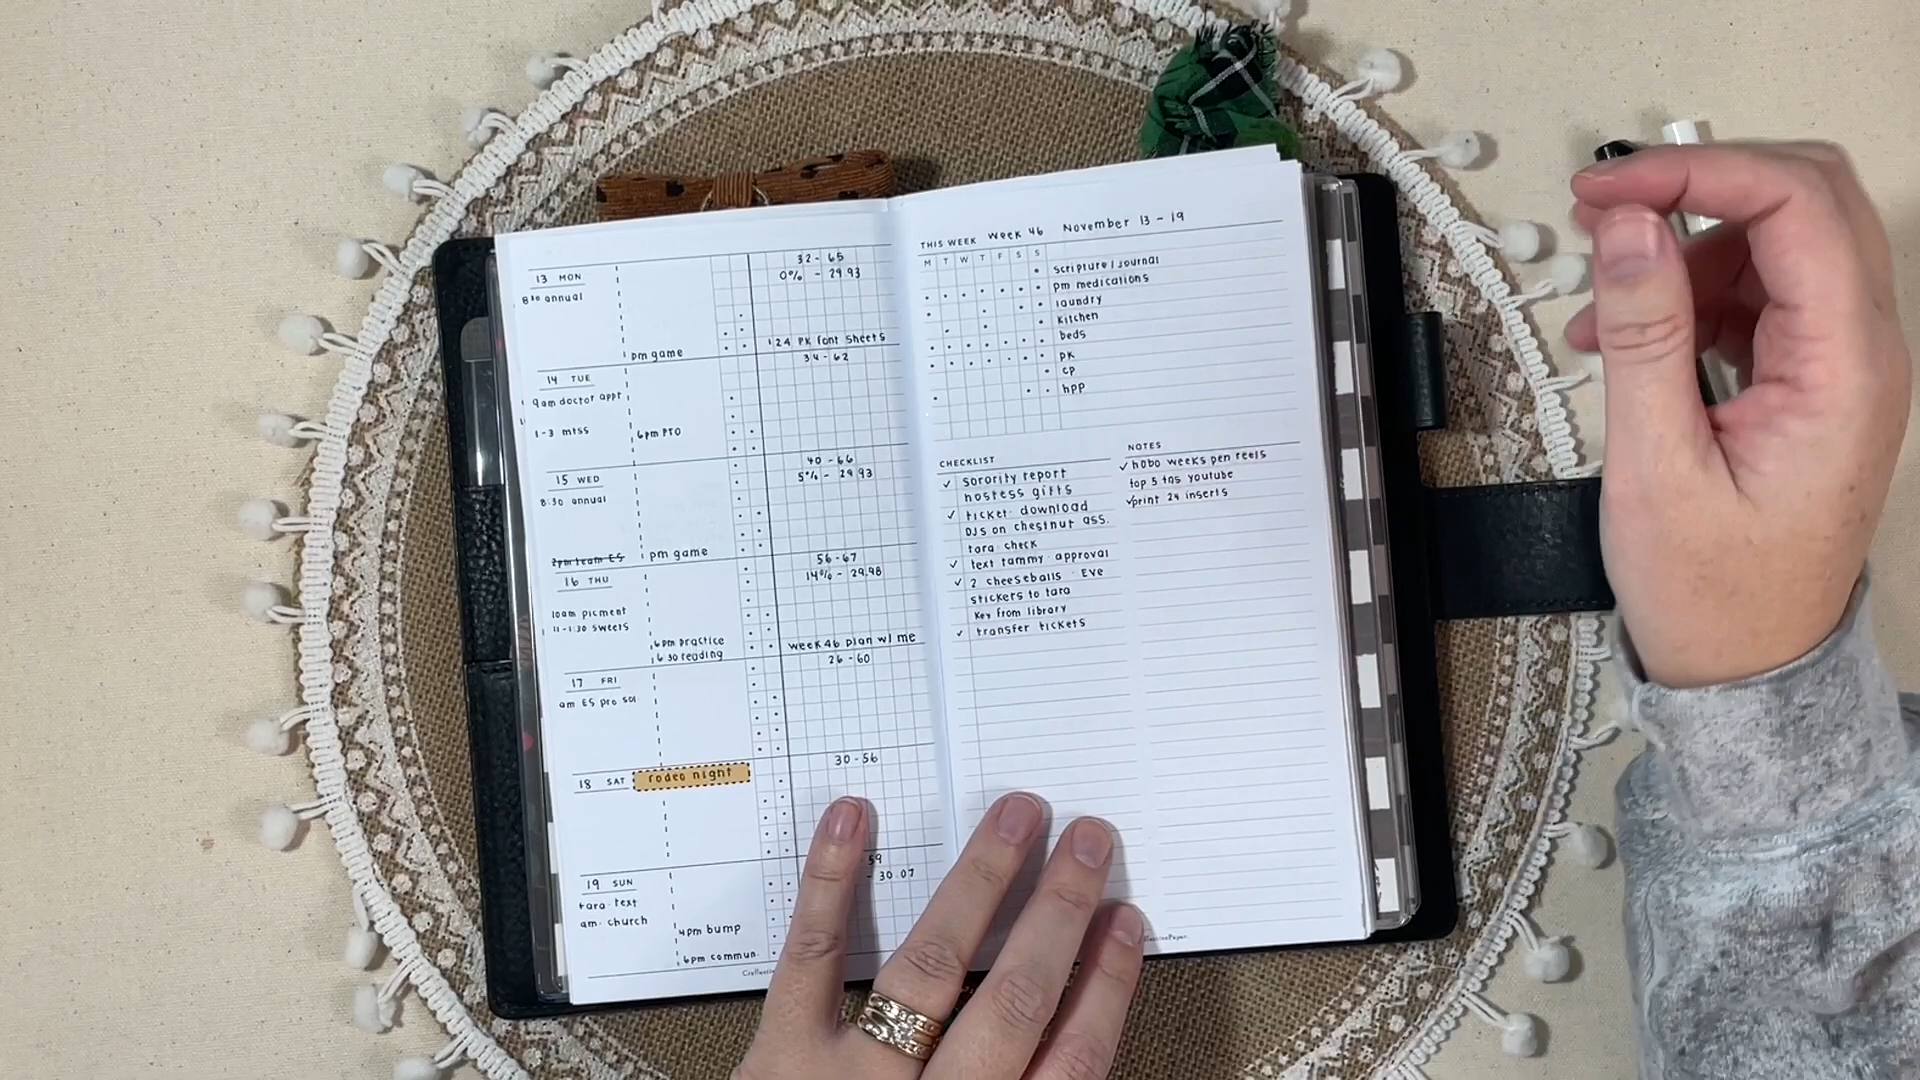 13 MON
8³⁰ annual
pm game
32 - 65
0% - 29.93
'24 PK font sheets
14 TUE
9am doctor appt
1-3 mtss
6pm PTO
34 - 62
15 WED
8:30 annual
2pm team ES
pm game
40 - 66
5% - 29.93
16 THU
10am picment
11-1:30 sweets
6pm practice
6:30 reading
56 - 67
14% - 29.98
week 46 plan w/ me
17 FRI
am ES pro sol
26 - 60
18 SAT
rodeo night
30 - 56
19 SUN
tara text
am church
4pm bump
6pm commun.
59
- 30.07
THIS WEEK week 46 November 13 - 19
M T W T F S S
scripture/journal
pm medications
laundry
kitchen
beds
pk
cp
hpp
CHECKLIST
✓ sorority report
hostess gifts
✓ ticket download
DJS on chestnut ass.
tara check
✓ text tammy approval
✓ 2 cheeseballs Eve
stickers to tara
key from library
✓ transfer tickets
NOTES
✓ hobo weeks pen reels
top 5 tas youtube
✓ print 24 inserts